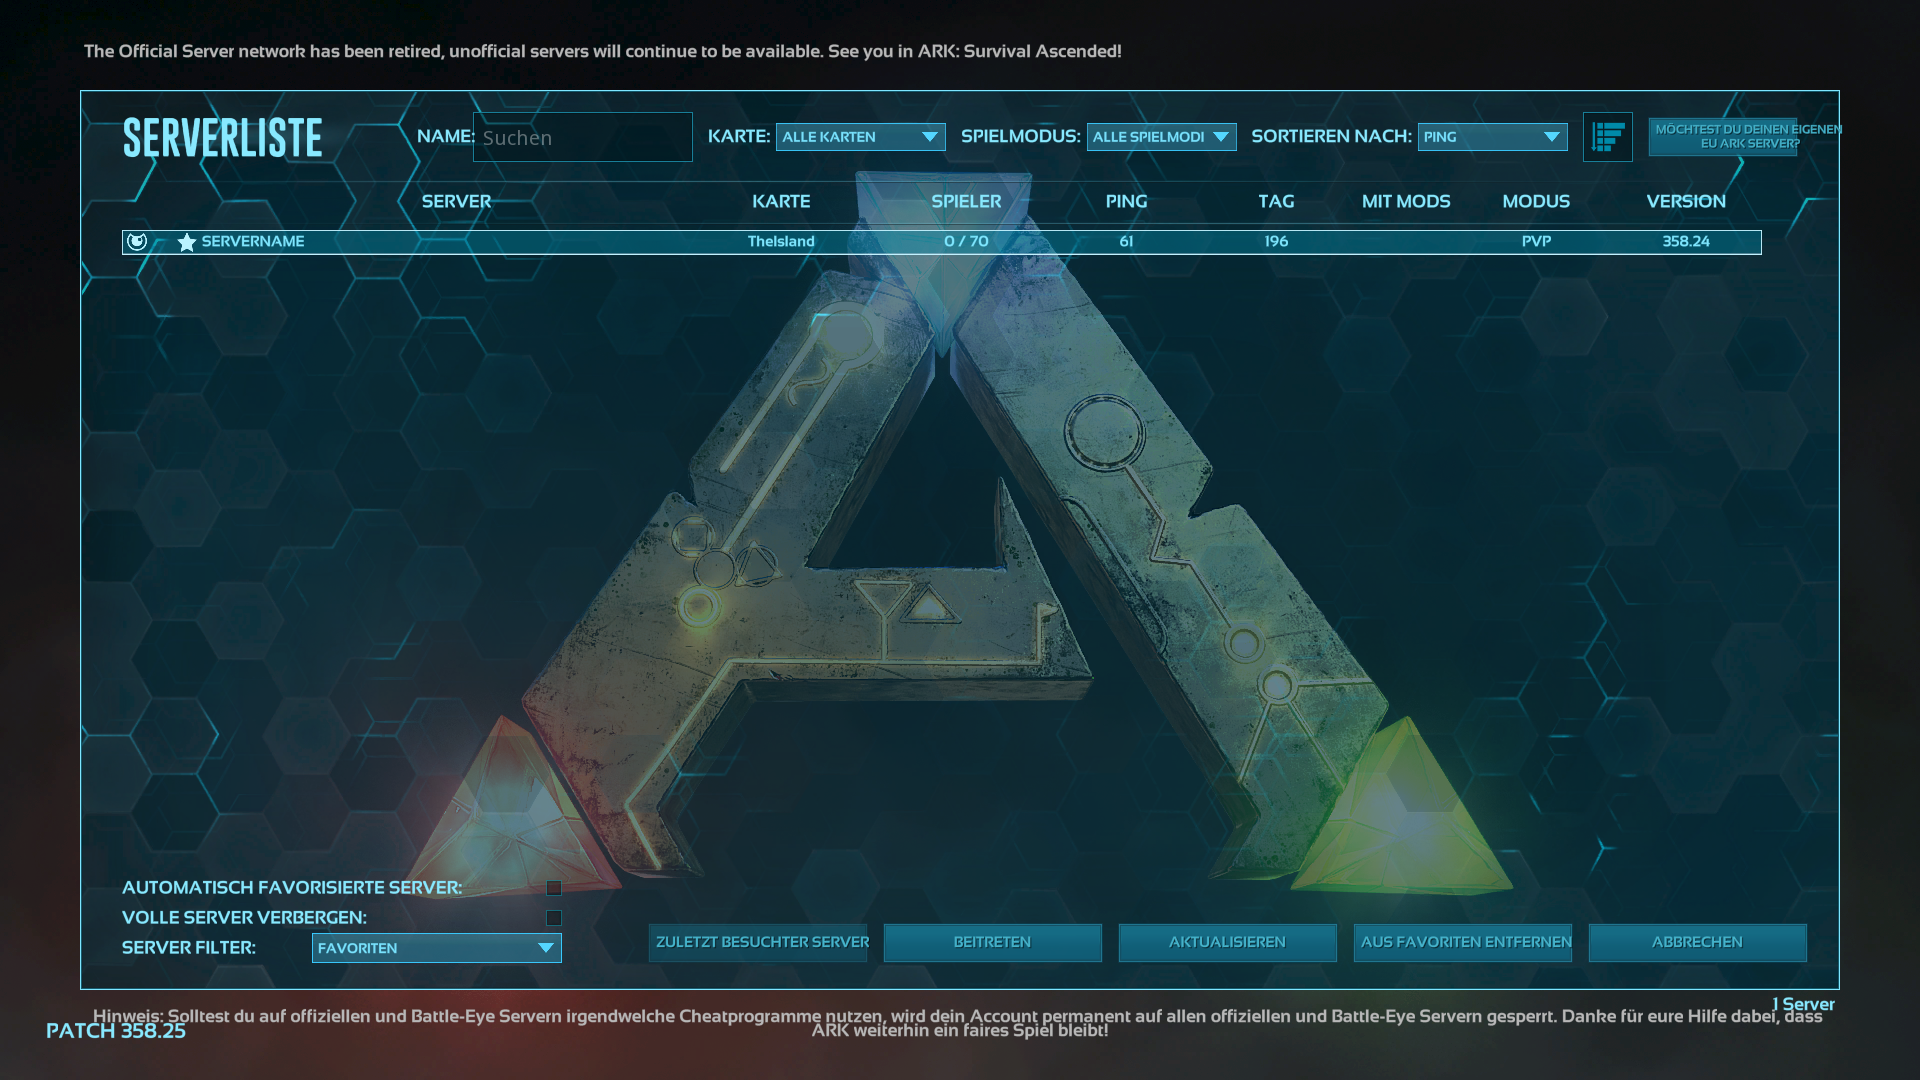 The Official Server network has been retired, unofficial servers will continue to be available. See you in ARK: Survival Ascended!
SERVERLISTE
NAME: Suchen
KARTE: ALLE KARTEN
SPIELMODUS: ALLE SPIELMODI
SORTIEREN NACH: PING
MÖCHTEST DU DEINEN EIGENEN
EU ARK SERVER?
SERVER KARTE SPIELER PING TAG MIT MODS MODUS VERSION
SERVERNAME TheIsland 0 / 70 61 196 PVP 358.24
AUTOMATISCH FAVORISIERTE SERVER:
VOLLE SERVER VERBERGEN:
SERVER FILTER: FAVORITEN
ZULETZT BESUCHTER SERVER BEITRETEN AKTUALISIEREN AUS FAVORITEN ENTFERNEN ABBRECHEN
1 Server
Hinweis: Solltest du auf offiziellen und Battle-Eye Servern irgendwelche Cheatprogramme nutzen, wird dein Account permanent auf allen offiziellen und Battle-Eye Servern gesperrt. Danke für eure Hilfe dabei, dass
ARK weiterhin ein faires Spiel bleibt!
PATCH 358.25